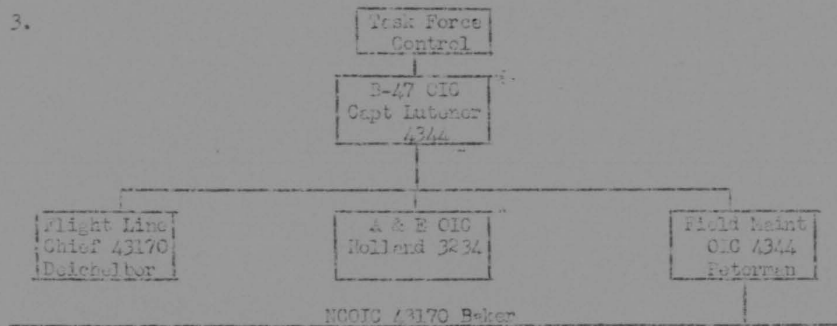 3.
Task Force
Control
B-47 OIC
Capt Lutener
4344
Flight Line
Chief 43170
Deichelbor
A & E OIC
Holland 3234
Field Maint
OIC 4344
Peterman
NCOIC 43170 Baker